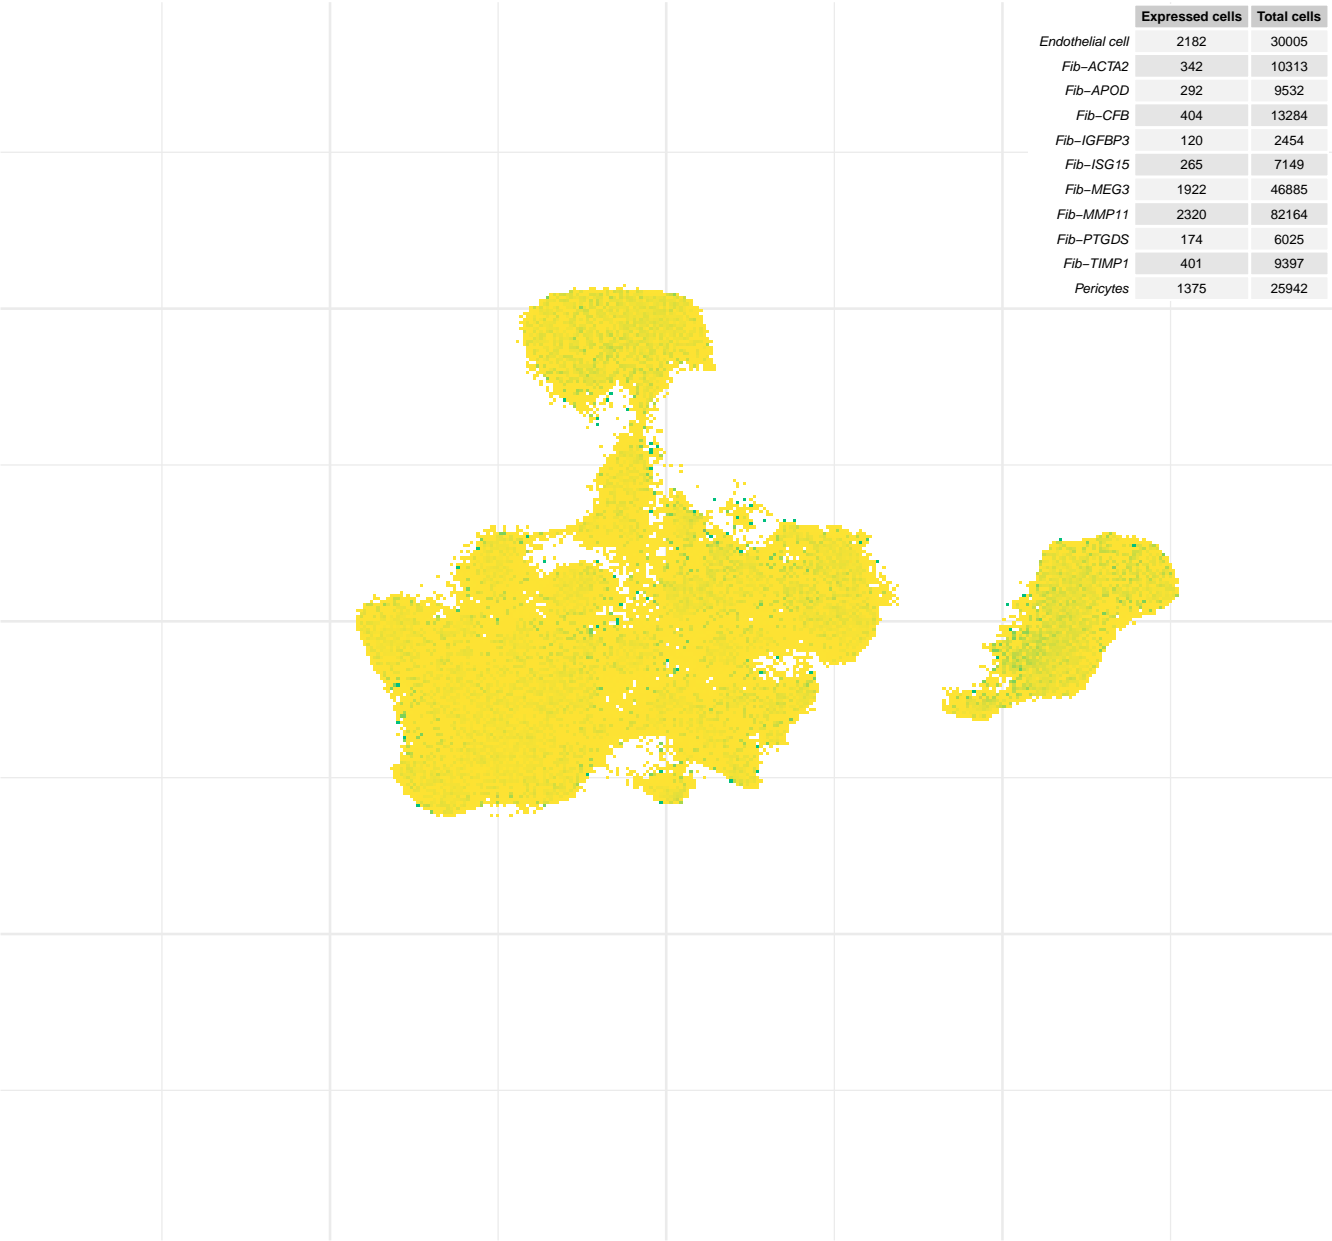 Expressed cells Total cells
Endothelial cell 2182 30005
Fib−ACTA2 342 10313
Fib−APOD 292 9532
Fib−CFB 404 13284
Fib−IGFBP3 120 2454
Fib−ISG15 265 7149
Fib−MEG3 1922 46885
Fib−MMP11 2320 82164
Fib−PTGDS 174 6025
Fib−TIMP1 401 9397
Pericytes 1375 25942